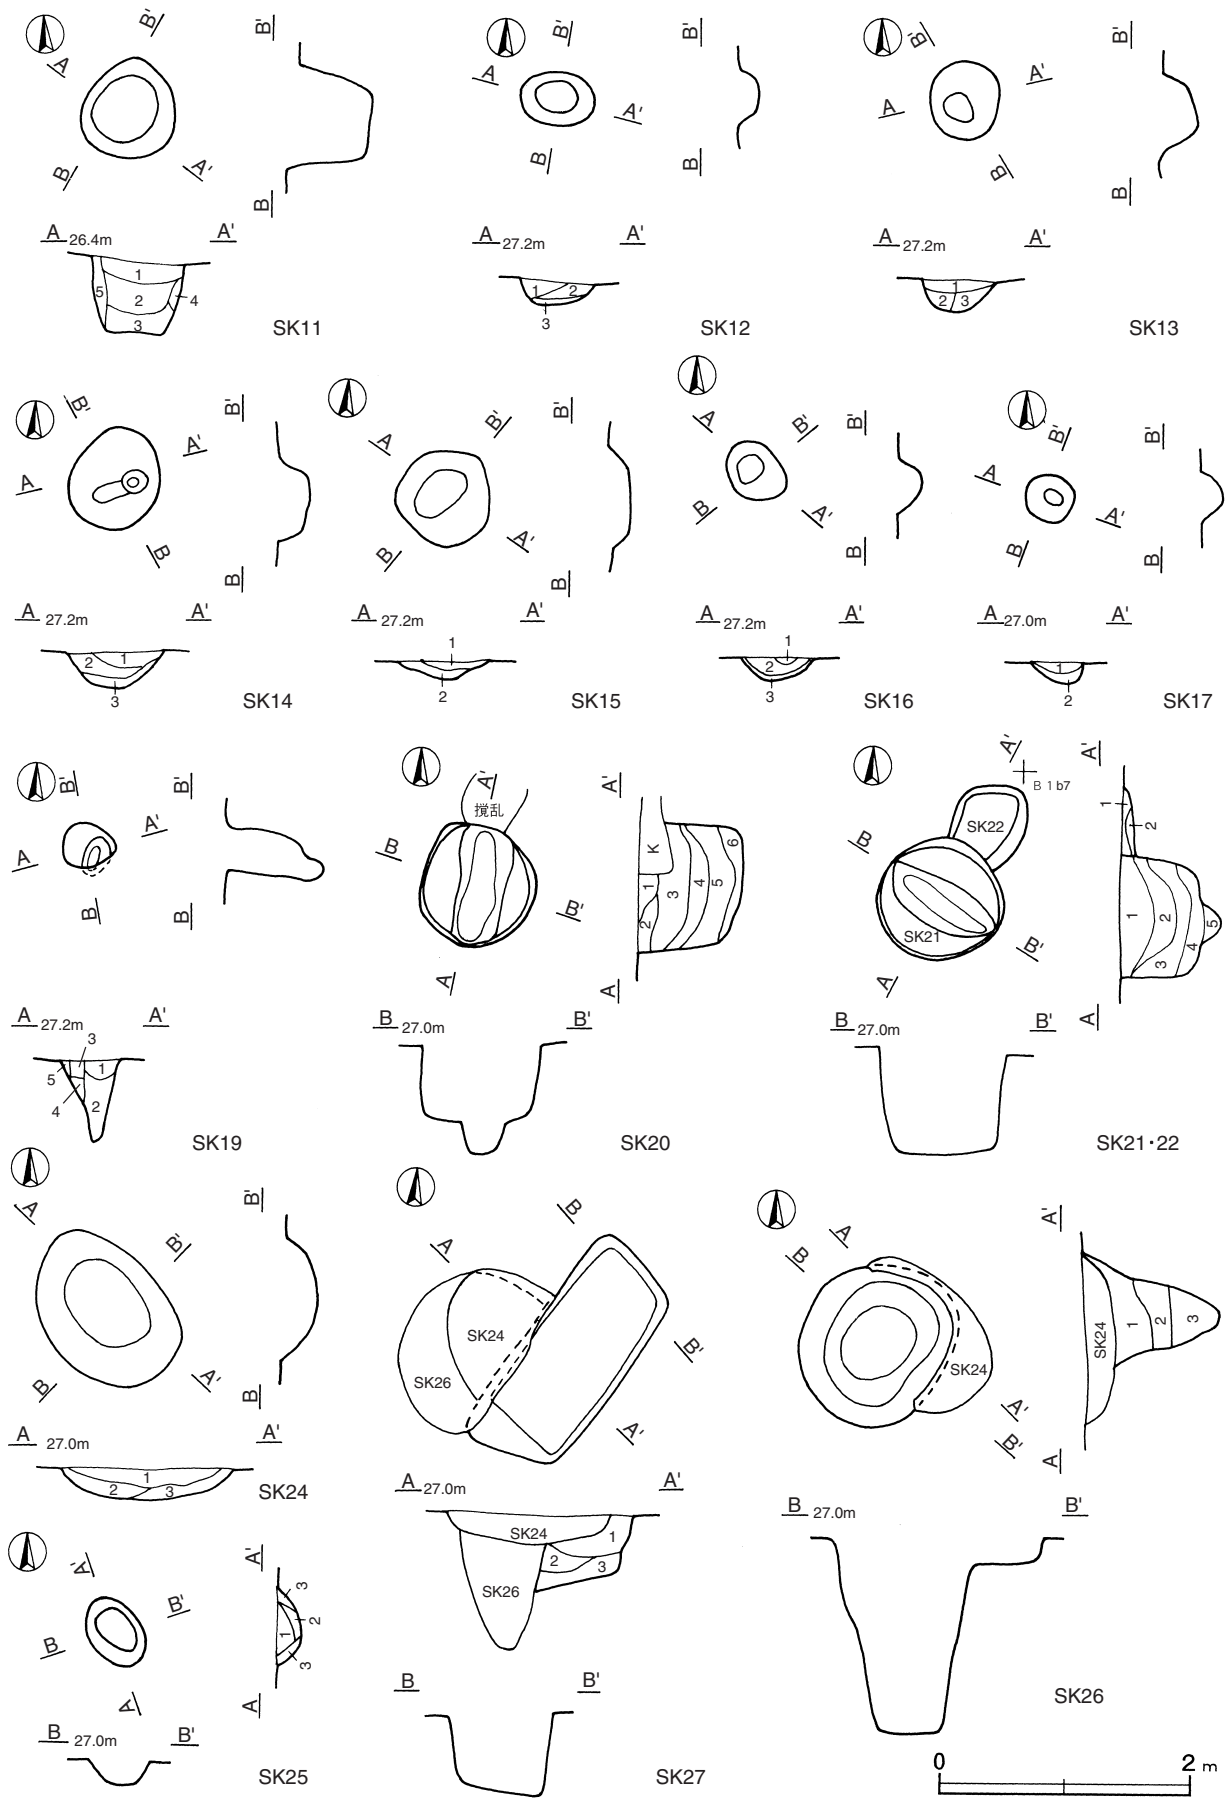 B' B' B' B' B' B'
A A A'
A' A' A
B B B
B B B
A 26.4m A' A 27.2m A' A 27.2m A'
1 5 2 4 3
1 2 3
1 2 3
SK11 SK12 SK13
B' B' B' B' B' B' B' B'
A A' A A A
A' A' A'
B B B B
B B B B
A 27.2m A' A 27.2m A' A 27.2m A' A 27.0m A'
2 1 3
1 2
1 2 3
1 2
SK14 SK15 SK16 SK17
B' B' A' A' A' A'
撹乱 B 1 b7
A A' B B' B B'
SK22
SK21
B B A A A A
K 1 2 3 4 5 6
1 2
1 2 3 4 5
A 27.2m A' B 27.0m B' B 27.0m B'
3 1 5 4 2
SK19 SK20 SK21・22
A B' B' B A A B A'
B A' B B' A' A' B' A
SK24
SK26
SK24
SK24 1 2 3
A 27.0m A'
1 2 3
SK24
A 27.0m A'
SK24 1
2 3
SK26
B 27.0m B'
SK26
A' A'
B B'
A A
3 2 1 3
B 27.0m B'
SK25
B B'
SK27
0 2 m